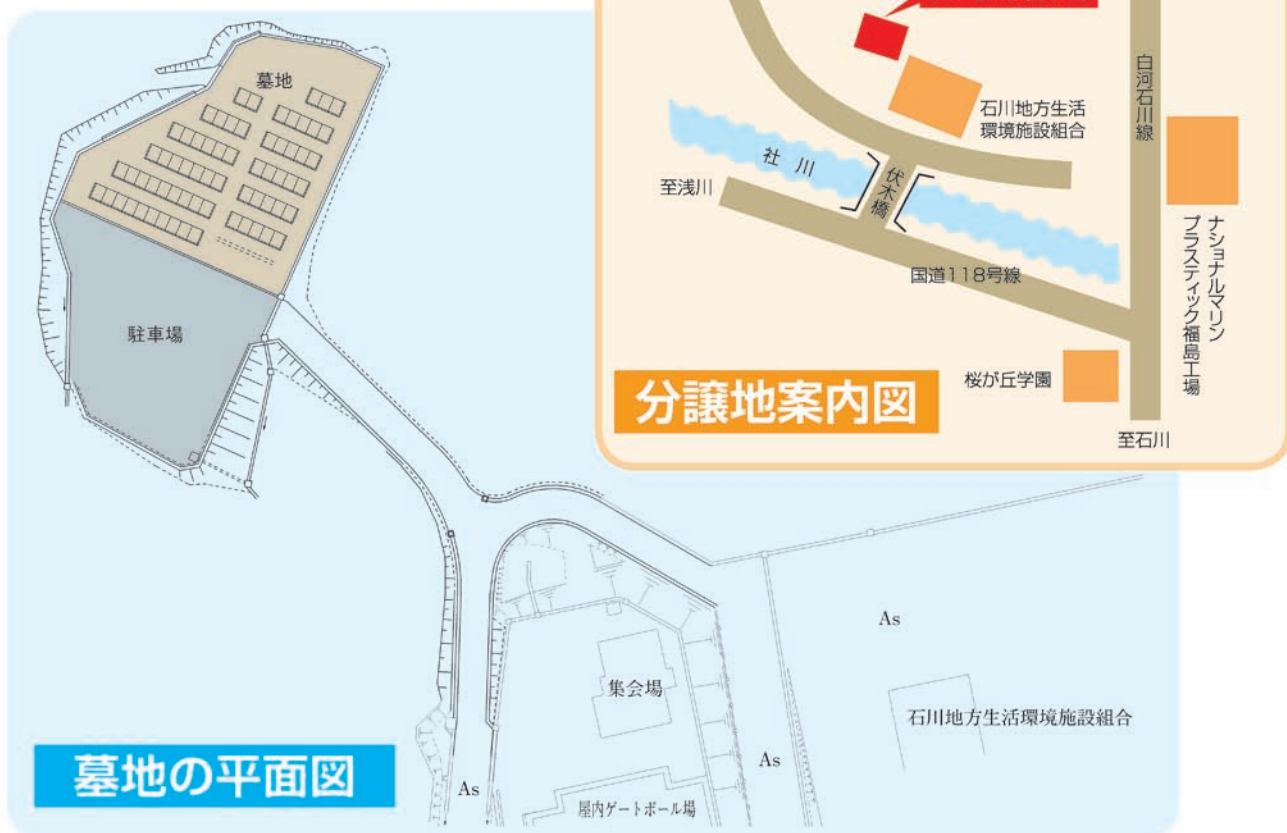 墓地
駐車場
墓地の平面図
As
集会場
屋内ゲートボール場
As
As
石川地方生活環境施設組合
石川地方生活
環境施設組合
白河石川線
社川
伏木橋
至浅川
国道118号線
ナショナルマリン
プラスティック福島工場
桜が丘学園
至石川
分譲地案内図